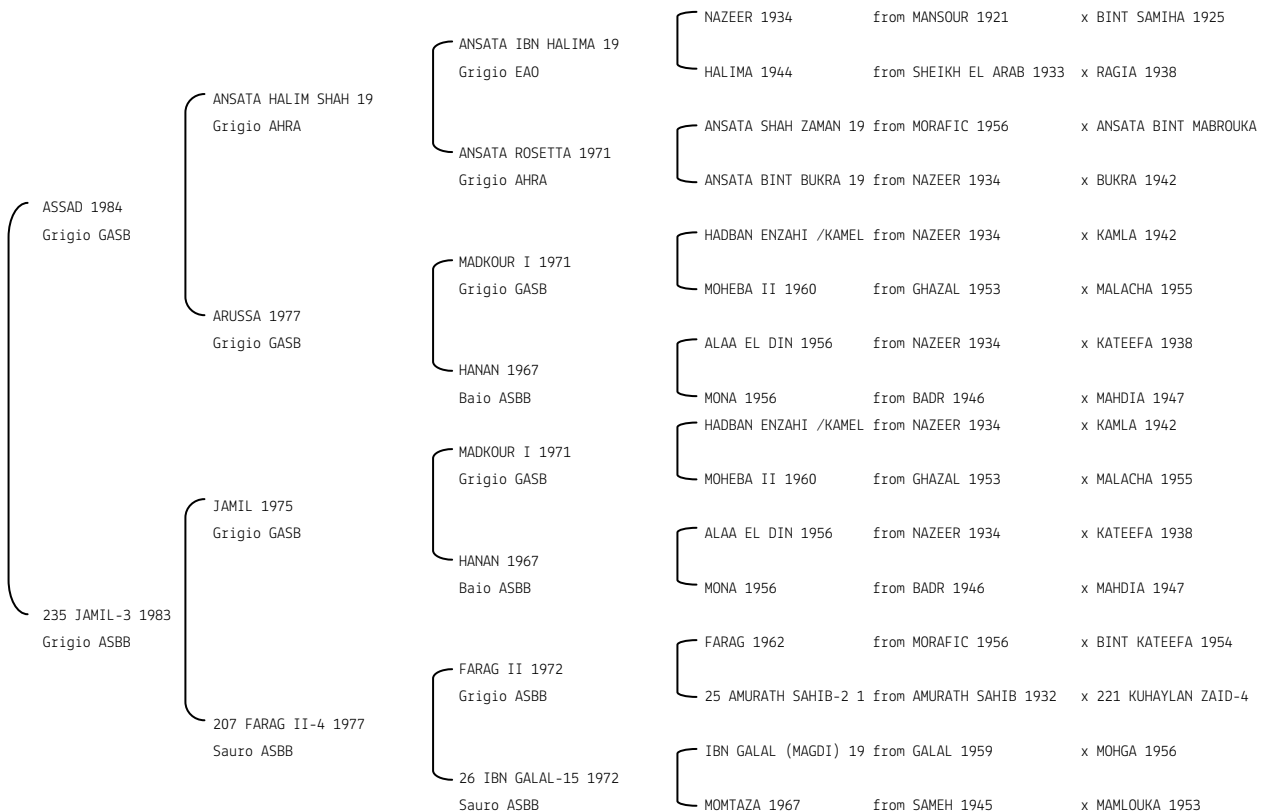 NAZEER 1934 from MANSOUR 1921 x BINT SAMIHA 1925
ANSATA IBN HALIMA 19
Grigio EAO
HALIMA 1944 from SHEIKH EL ARAB 1933 x RAGIA 1938
ANSATA HALIM SHAH 19
Grigio AHRA
ANSATA SHAH ZAMAN 19 from MORAFIC 1956 x ANSATA BINT MABROUKA
ANSATA ROSETTA 1971
Grigio AHRA
ANSATA BINT BUKRA 19 from NAZEER 1934 x BUKRA 1942
ASSAD 1984
Grigio GASB
HADBAN ENZAHI /KAMEL from NAZEER 1934 x KAMLA 1942
MADKOUR I 1971
Grigio GASB
MOHEBA II 1960 from GHAZAL 1953 x MALACHA 1955
ARUSSA 1977
Grigio GASB
ALAA EL DIN 1956 from NAZEER 1934 x KATEEFA 1938
HANAN 1967
Baio ASBB
MONA 1956 from BADR 1946 x MAHDIA 1947
HADBAN ENZAHI /KAMEL from NAZEER 1934 x KAMLA 1942
MADKOUR I 1971
Grigio GASB
MOHEBA II 1960 from GHAZAL 1953 x MALACHA 1955
JAMIL 1975
Grigio GASB
ALAA EL DIN 1956 from NAZEER 1934 x KATEEFA 1938
HANAN 1967
Baio ASBB
MONA 1956 from BADR 1946 x MAHDIA 1947
235 JAMIL-3 1983
Grigio ASBB
FARAG 1962 from MORAFIC 1956 x BINT KATEEFA 1954
FARAG II 1972
Grigio ASBB
25 AMURATH SAHIB-2 1 from AMURATH SAHIB 1932 x 221 KUHAYLAN ZAID-4
207 FARAG II-4 1977
Sauro ASBB
IBN GALAL (MAGDI) 19 from GALAL 1959 x MOHGA 1956
26 IBN GALAL-15 1972
Sauro ASBB
MOMTAZA 1967 from SAMEH 1945 x MAMLOUKA 1953